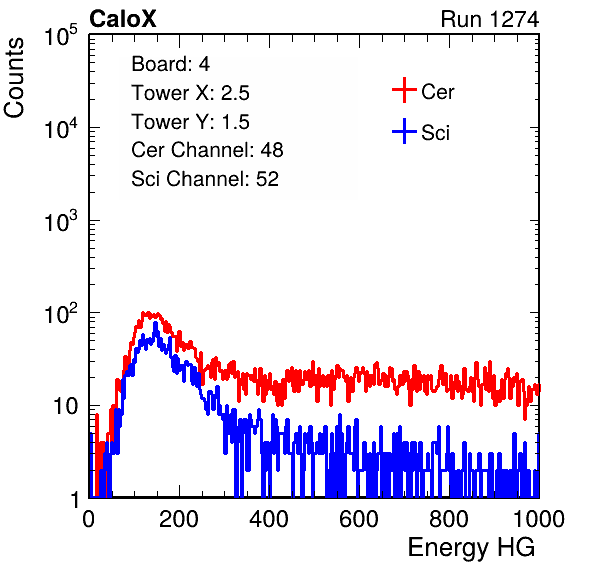 CaloX Run 1274
Counts
10^5
10^4
10^3
10^2
10
1
Board: 4
Tower X: 2.5
Tower Y: 1.5
Cer Channel: 48
Sci Channel: 52
Cer
Sci
0 200 400 600 800 1000
Energy HG